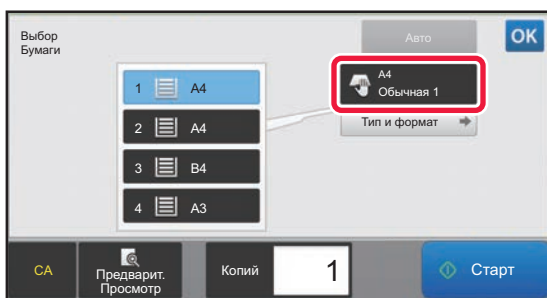 Выбор
Бумаги
Авто
OK
1 A4
2 A4
3 B4
4 A3
A4
Обычная 1
Тип и формат
CA
Предварит.
Просмотр
Копий
1
Старт